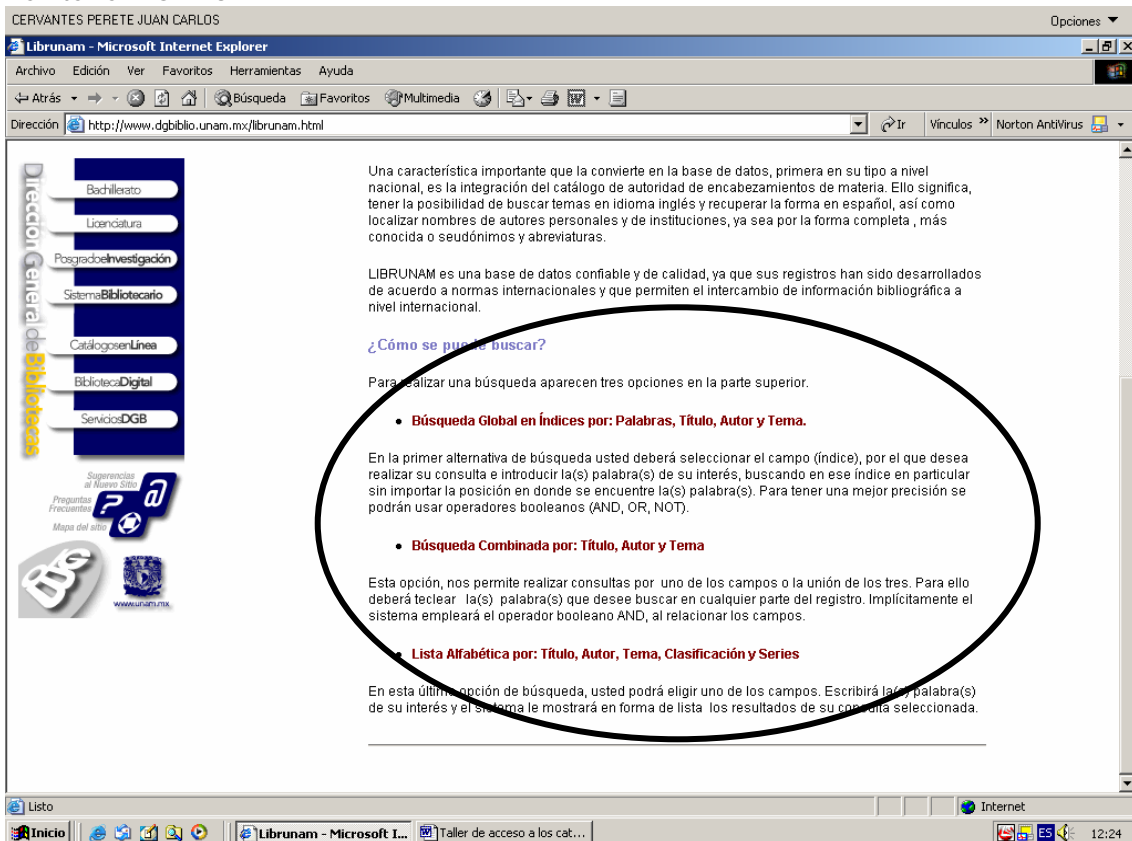 CERVANTES PERETE JUAN CARLOS Opciones
Librunam - Microsoft Internet Explorer
Archivo Edición Ver Favoritos Herramientas Ayuda
Atrás Búsqueda Favoritos Multimedia
Dirección http://www.dgbiblio.unam.mx/librunam.html Ir Vínculos » Norton AntiVirus
Dirección General de Bibliotecas
Bachillerato
Licenciatura
PosgradoeInvestigación
SistemaBibliotecario
CatálogosenLínea
BibliotecaDigital
ServiciosDGB
Sugerencias
al Nuevo Sitio
Preguntas
Frecuentes
Mapa del sitio
www.unam.mx
Una característica importante que la convierte en la base de datos, primera en su tipo a nivel
nacional, es la integración del catálogo de autoridad de encabezamientos de materia. Ello significa,
tener la posibilidad de buscar temas en idioma inglés y recuperar la forma en español, así como
localizar nombres de autores personales y de instituciones, ya sea por la forma completa , más
conocida o seudónimos y abreviaturas.
LIBRUNAM es una base de datos confiable y de calidad, ya que sus registros han sido desarrollados
de acuerdo a normas internacionales y que permiten el intercambio de información bibliográfica a
nivel internacional.
¿Cómo se puede buscar?
Para realizar una búsqueda aparecen tres opciones en la parte superior.
• Búsqueda Global en Índices por: Palabras, Título, Autor y Tema.
En la primer alternativa de búsqueda usted deberá seleccionar el campo (índice), por el que desea
realizar su consulta e introducir la(s) palabra(s) de su interés, buscando en ese índice en particular
sin importar la posición en donde se encuentre la(s) palabra(s). Para tener una mejor precisión se
podrán usar operadores booleanos (AND, OR, NOT).
• Búsqueda Combinada por: Título, Autor y Tema
Esta opción, nos permite realizar consultas por uno de los campos o la unión de los tres. Para ello
deberá teclear la(s) palabra(s) que desee buscar en cualquier parte del registro. Implícitamente el
sistema empleará el operador booleano AND, al relacionar los campos.
• Lista Alfabética por: Título, Autor, Tema, Clasificación y Series
En esta última opción de búsqueda, usted podrá eligir uno de los campos. Escribirá la(s) palabra(s)
de su interés y el sistema le mostrará en forma de lista los resultados de su consulta seleccionada.
Listo Internet
Inicio Librunam - Microsoft I... Taller de acceso a los cat... ES 12:24